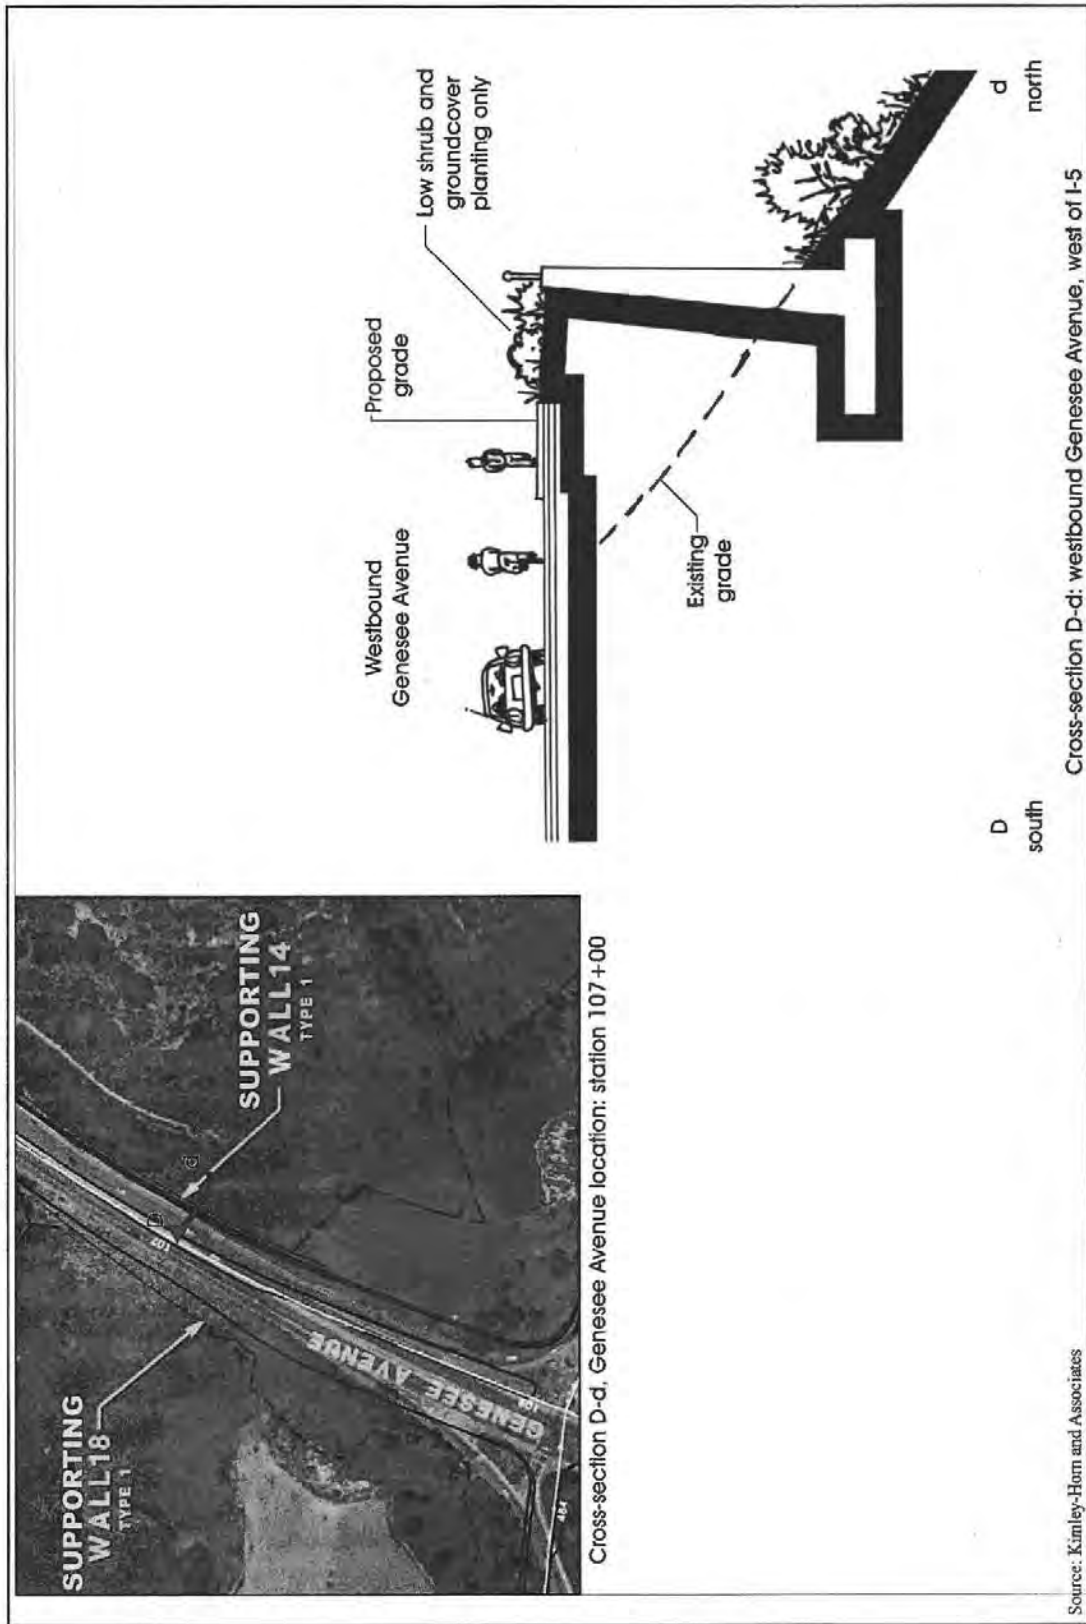 SUPPORTING
WALL18
TYPE 1
SUPPORTING
WALL14
TYPE 1
D
d
107
GENESEE AVENUE
484
Cross-section D-d, Genesee Avenue location: station 107+00
Westbound
Genesee Avenue
Proposed
grade
Low shrub and
groundcover
planting only
Existing
grade
D
south
d
north
Cross-section D-d: westbound Genesee Avenue, west of I-5
Source: Kimley-Horn and Associates